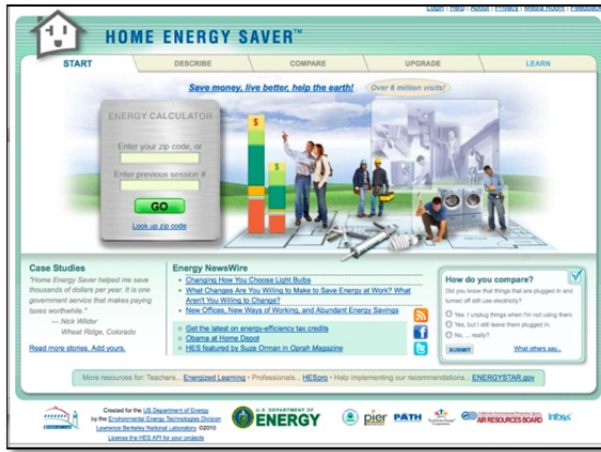 Login | Help | About | Privacy | Media Room | Feedback
HOME ENERGY SAVER™
START DESCRIBE COMPARE UPGRADE LEARN
Save money, live better, help the earth! Over 6 million visits!
ENERGY CALCULATOR
Enter your zip code, or
Enter previous session #
GO
Look up zip code
$
$
Case Studies
"Home Energy Saver helped me save
thousands of dollars per year. It is one
government service that makes paying
taxes worthwhile."
— Nick Wilder
Wheat Ridge, Colorado
Read more stories. Add yours.
Energy NewsWire
Changing How You Choose Light Bulbs
What Changes Are You Willing to Make to Save Energy at Work? What
Aren't You Willing to Change?
New Offices, New Ways of Working, and Abundant Energy Savings
Get the latest on energy-efficiency tax credits
Obama at Home Depot
HES featured by Suze Orman in Oprah Magazine
How do you compare?
Did you know that things that are plugged in and
turned off still use electricity?
Yes. I unplug things when I'm not using them.
Yes, but I still leave them plugged in.
No, ... really?
SUBMIT What others say...
More resources for: Teachers... Energized Learning • Professionals... HESpro • Help implementing our recommendations... ENERGYSTAR.gov
Created for the US Department of Energy
by the Environmental Energy Technologies Division
Lawrence Berkeley National Laboratory ©2010
License the HES API for your projects
U.S. DEPARTMENT OF
ENERGY
pier
PATH
AIR RESOURCES BOARD
Infosys